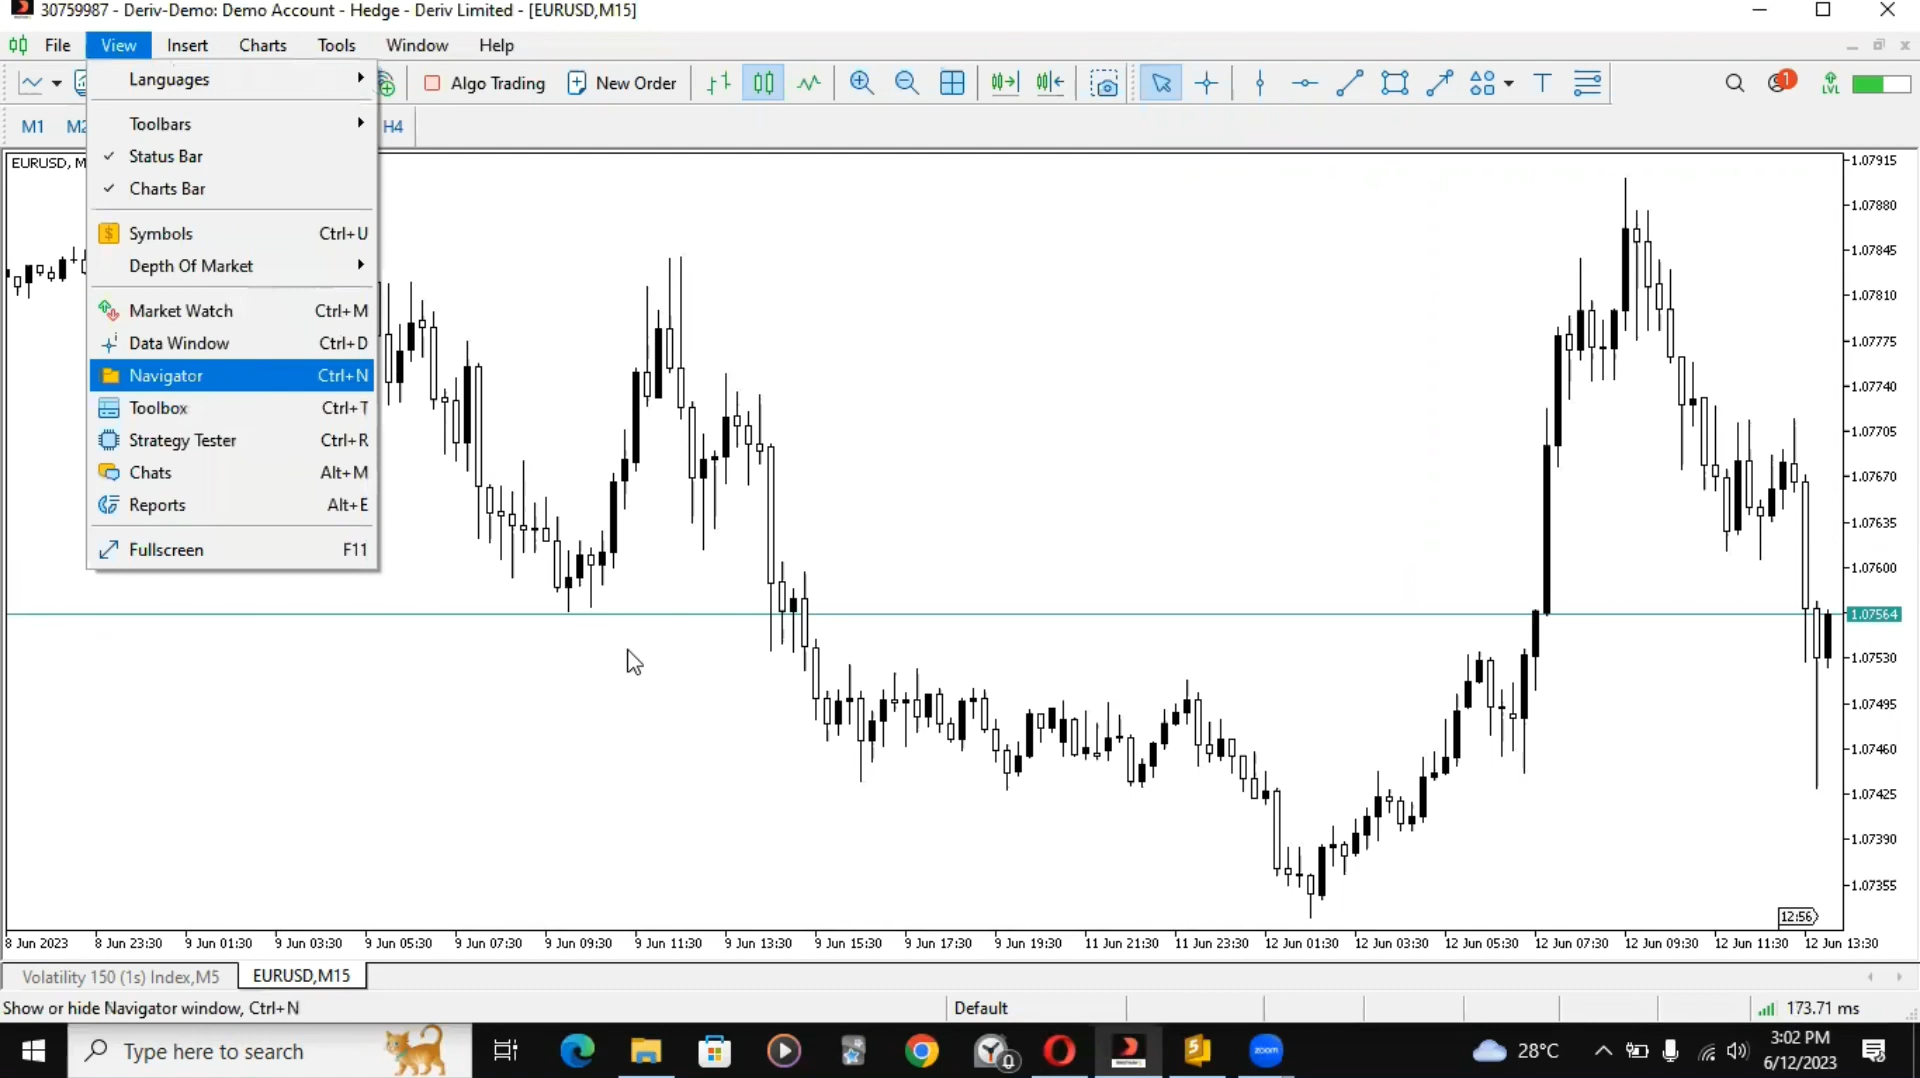 30759987 - Deriv-Demo: Demo Account - Hedge - Deriv Limited - [EURUSD,M15]
File View Insert Charts Tools Window Help
Algo Trading New Order LVL 1
M1 H4
Languages
Toolbars
Status Bar
Charts Bar
Symbols Ctrl+U
Depth Of Market
Market Watch Ctrl+M
Data Window Ctrl+D
Navigator Ctrl+N
Toolbox Ctrl+T
Strategy Tester Ctrl+R
Chats Alt+M
Reports Alt+E
Fullscreen F11
EURUSD,
1.07915
1.07880
1.07845
1.07810
1.07775
1.07740
1.07705
1.07670
1.07635
1.07600
1.07564
1.07530
1.07495
1.07460
1.07425
1.07390
1.07355
12:56
8 Jun 2023 8 Jun 23:30 9 Jun 01:30 9 Jun 03:30 9 Jun 05:30 9 Jun 07:30 9 Jun 09:30 9 Jun 11:30 9 Jun 13:30 9 Jun 15:30 9 Jun 17:30 9 Jun 19:30 11 Jun 21:30 11 Jun 23:30 12 Jun 01:30 12 Jun 03:30 12 Jun 05:30 12 Jun 07:30 12 Jun 09:30 12 Jun 11:30 12 Jun 13:30
Volatility 150 (1s) Index,M5 EURUSD,M15
Show or hide Navigator window, Ctrl+N Default 173.71 ms
Type here to search zoom 28°C 3:02 PM
6/12/2023